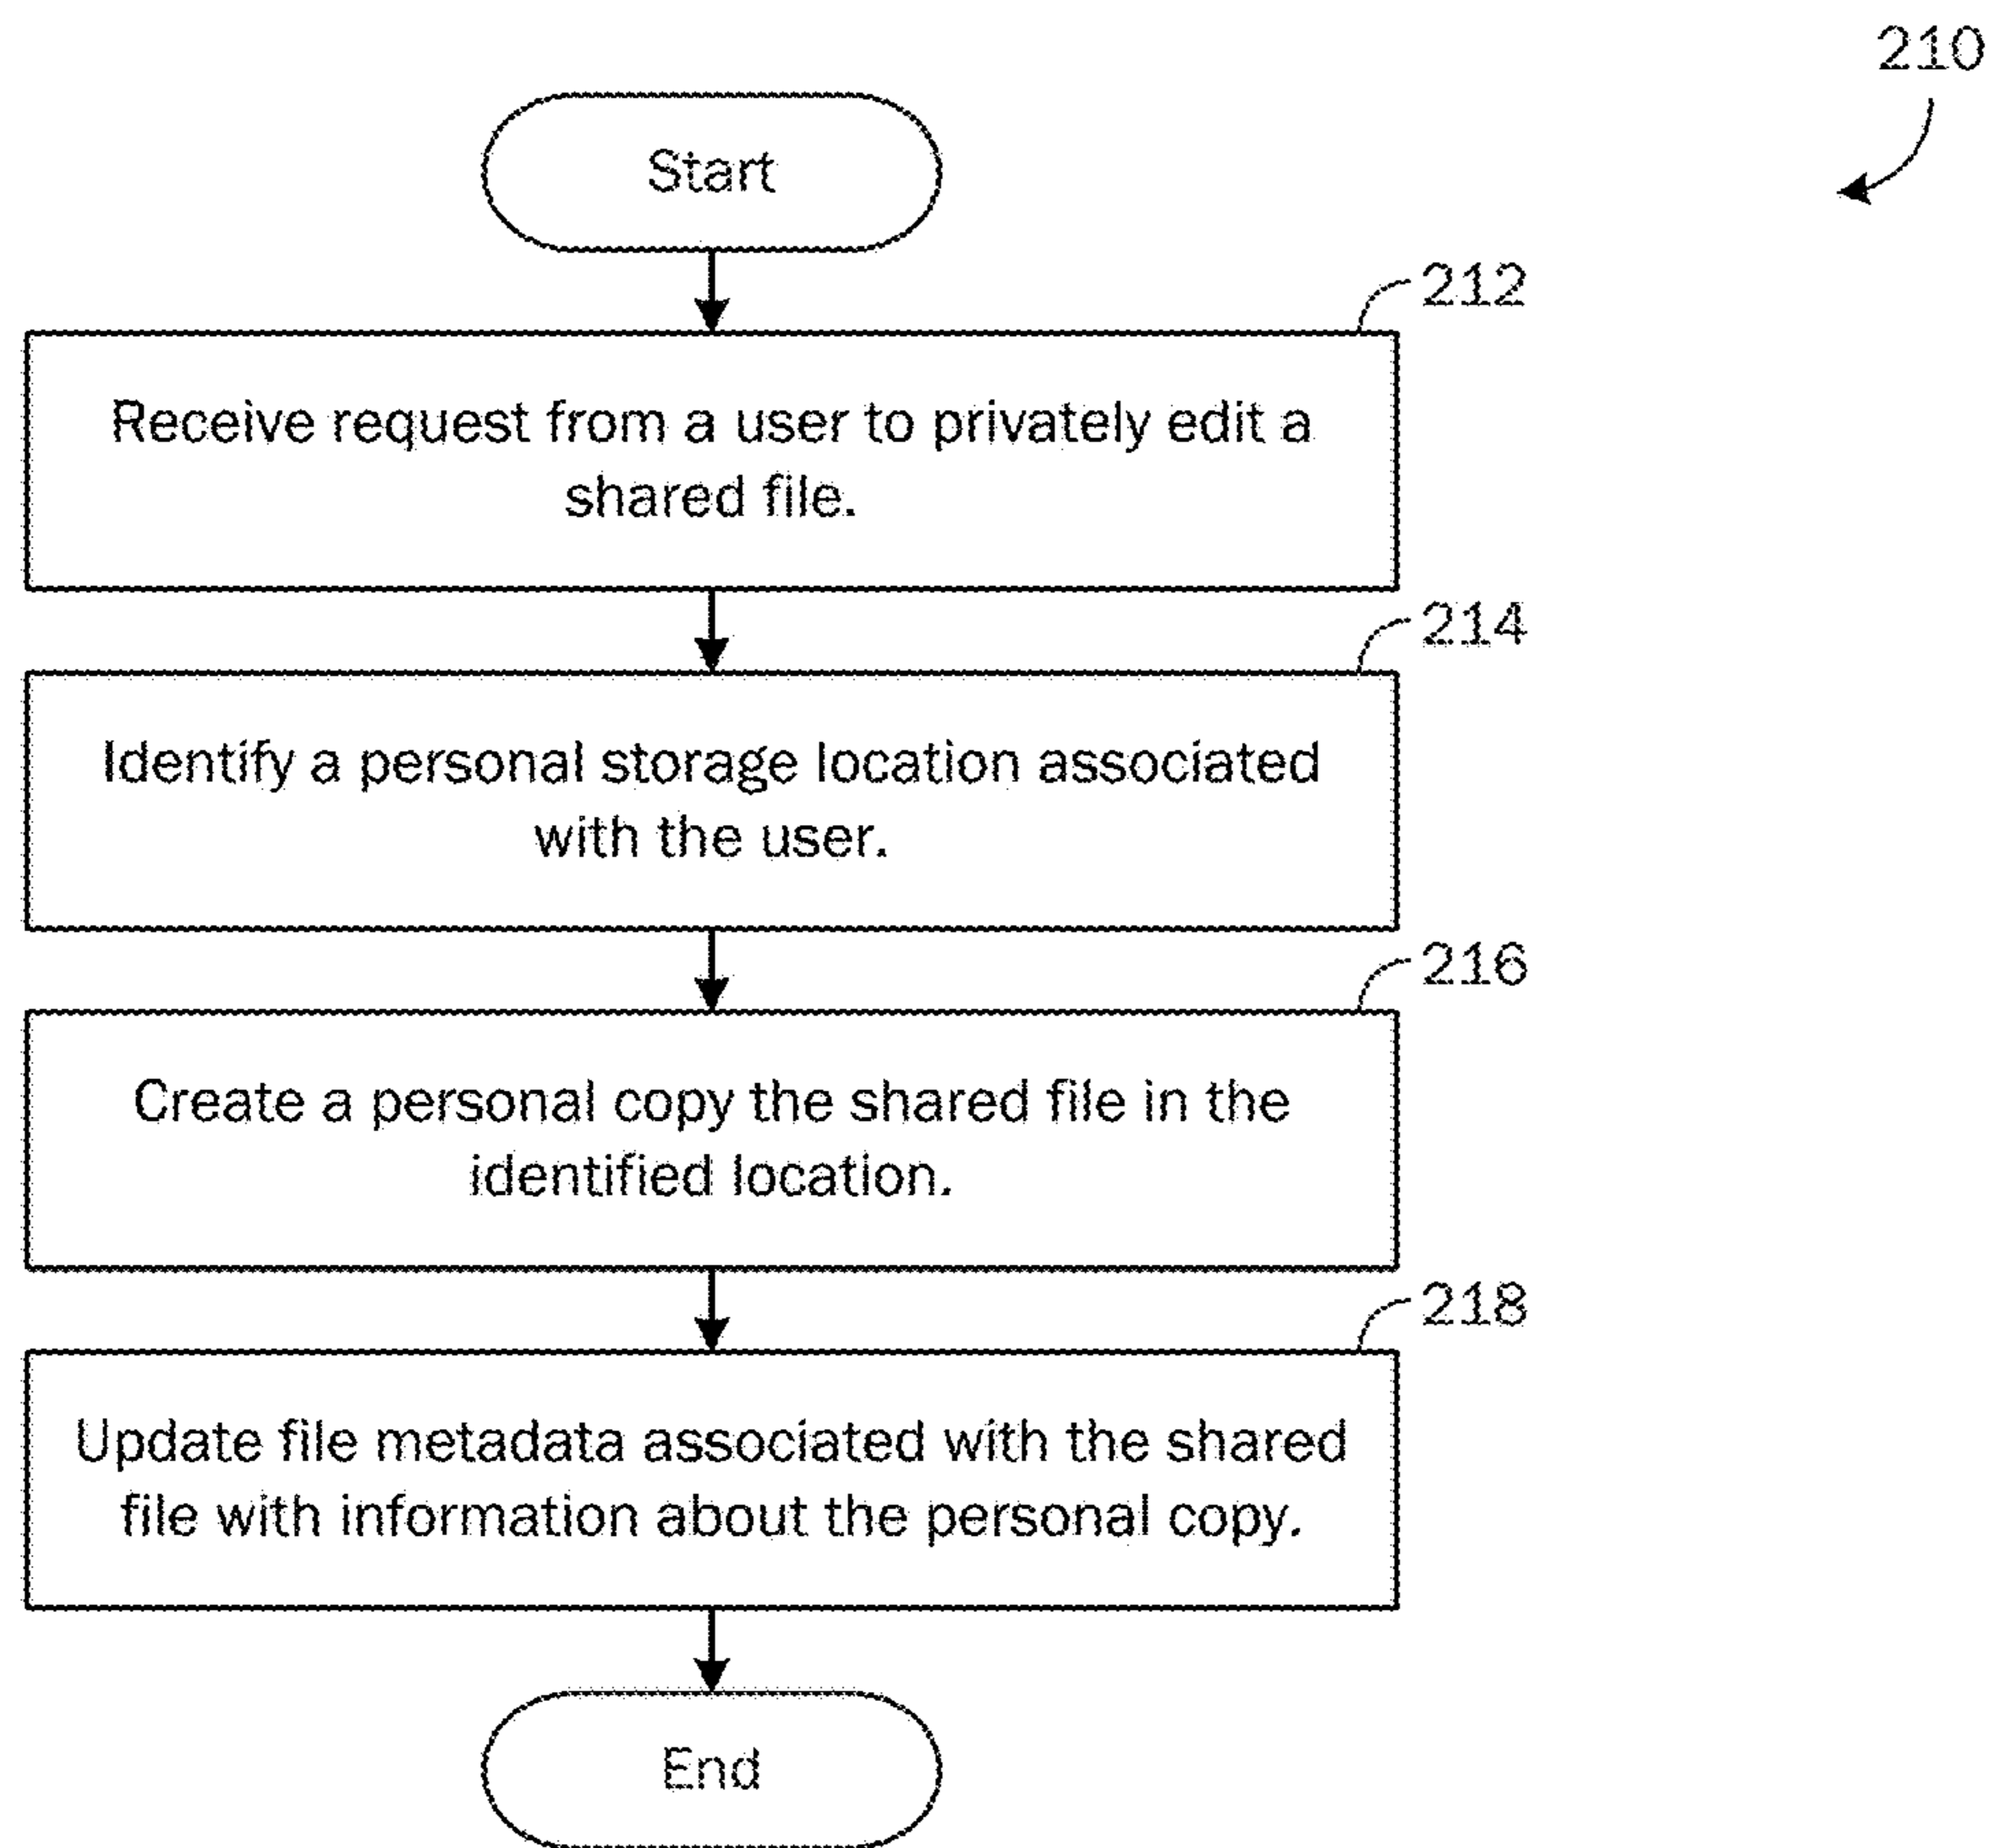 210
Start
212
Receive request from a user to privately edit a
shared file.
214
Identify a personal storage location associated
with the user.
216
Create a personal copy the shared file in the
identified location.
218
Update file metadata associated with the shared
file with information about the personal copy.
End